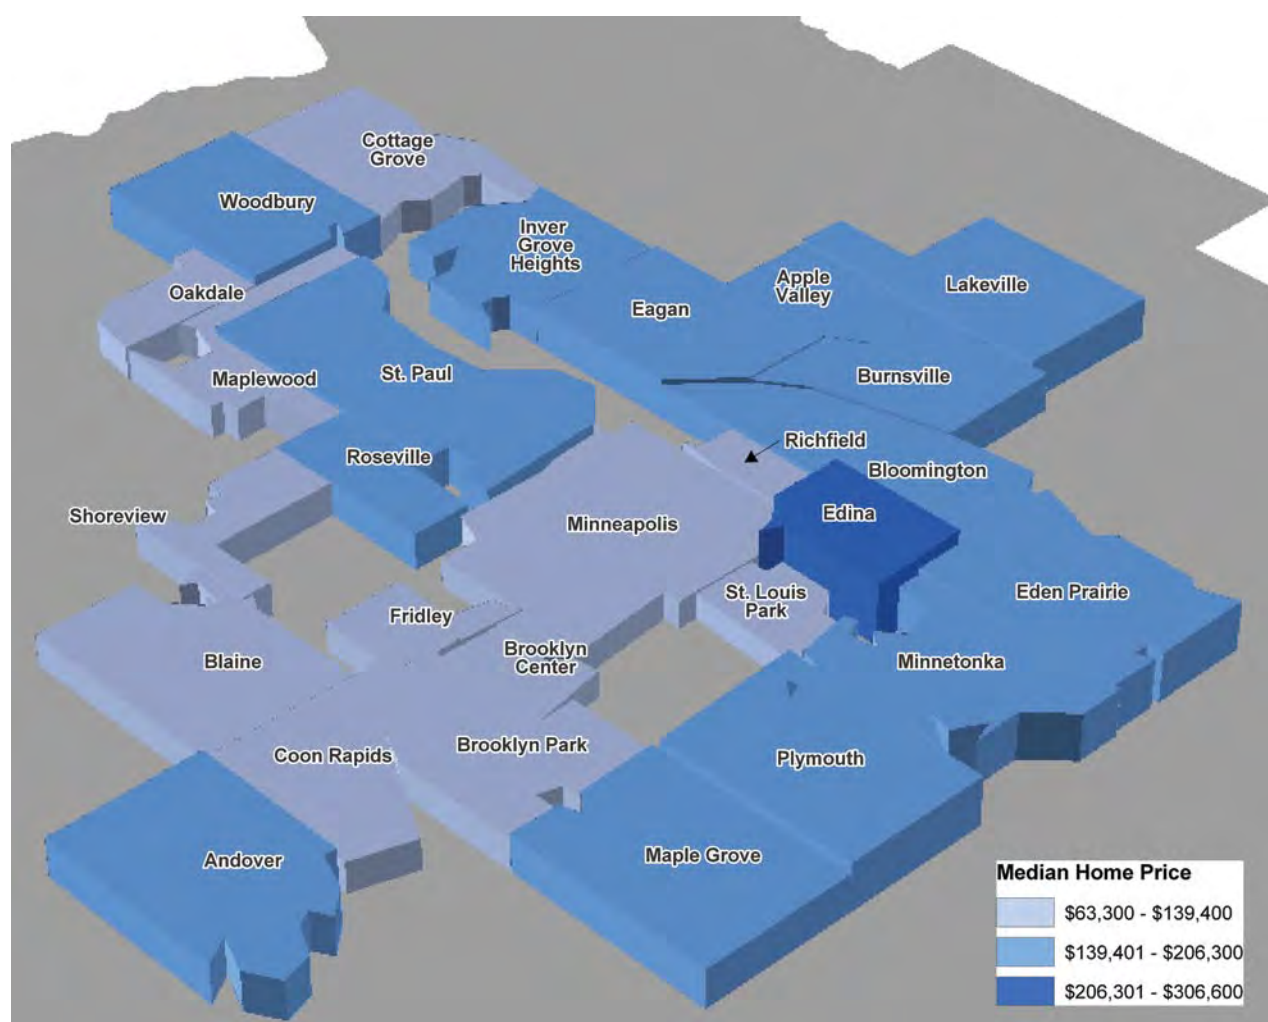 Cottage
Grove
Woodbury
Inver
Grove
Heights
Oakdale
Apple
Valley
Lakeville
Eagan
Maplewood
St. Paul
Burnsville
Richfield
Roseville
Bloomington
Shoreview
Minneapolis
Edina
St. Louis
Park
Eden Prairie
Fridley
Brooklyn
Center
Blaine
Minnetonka
Coon Rapids
Brooklyn Park
Plymouth
Andover
Maple Grove
Median Home Price
$63,300 - $139,400
$139,401 - $206,300
$206,301 - $306,600